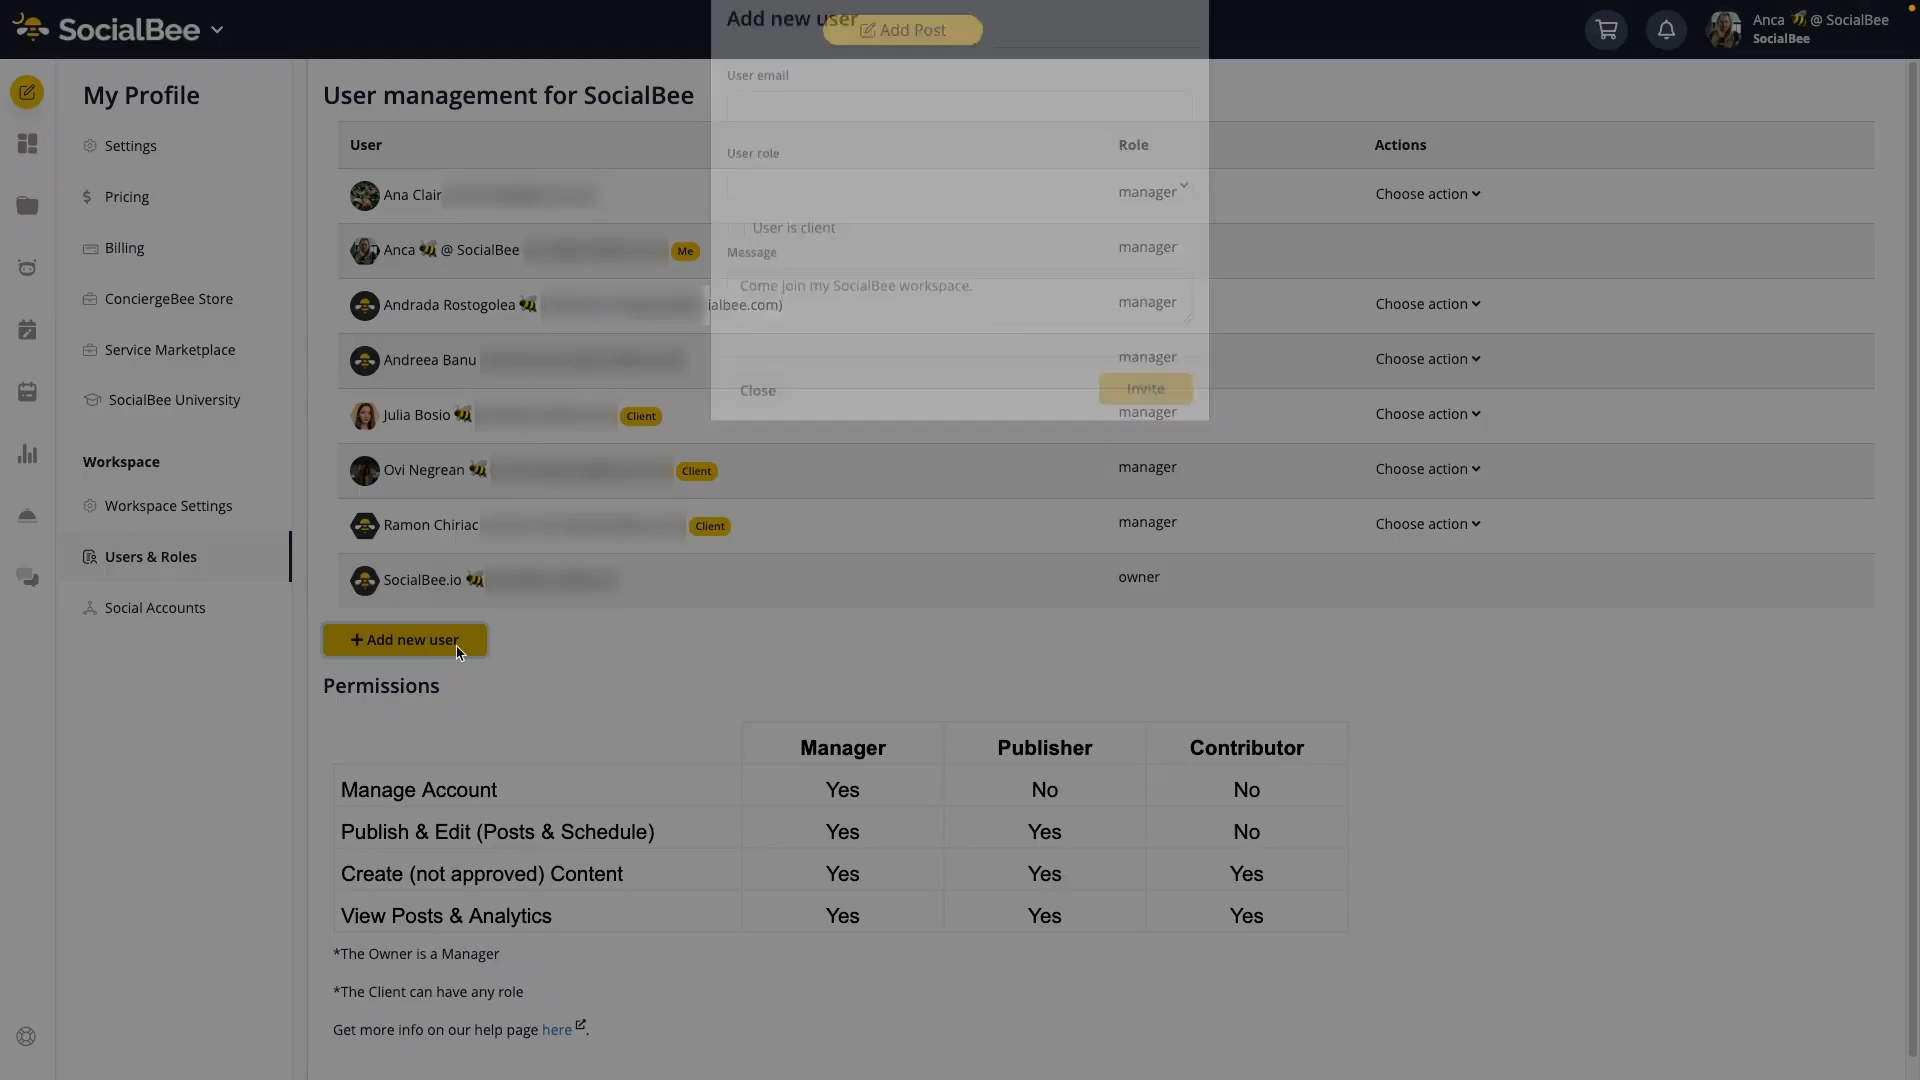 SocialBee
Add new user
Add Post
Anca @ SocialBee
SocialBee
My Profile
Settings
Pricing
Billing
ConciergeBee Store
Service Marketplace
SocialBee University
Workspace
Workspace Settings
Users & Roles
Social Accounts
User management for SocialBee
User
Role
Actions
Ana Clair
manager
Choose action
Anca @ SocialBee
Me
manager
Andrada Rostogolea
ialbee.com)
manager
Choose action
Andreea Banu
manager
Choose action
Julia Bosio
Client
manager
Choose action
Ovi Negrean
Client
manager
Choose action
Ramon Chiriac
Client
manager
Choose action
SocialBee.io
owner
User email
User role
User is client
Message
Come join my SocialBee workspace.
Close
Invite
+ Add new user
Permissions
Manager Publisher Contributor
Manage Account Yes No No
Publish & Edit (Posts & Schedule) Yes Yes No
Create (not approved) Content Yes Yes Yes
View Posts & Analytics Yes Yes Yes
*The Owner is a Manager
*The Client can have any role
Get more info on our help page here.